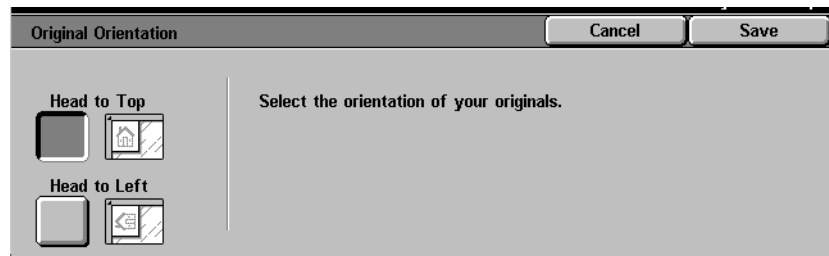 Original Orientation
Cancel
Save
Head to Top
Select the orientation of your originals.
Head to Left